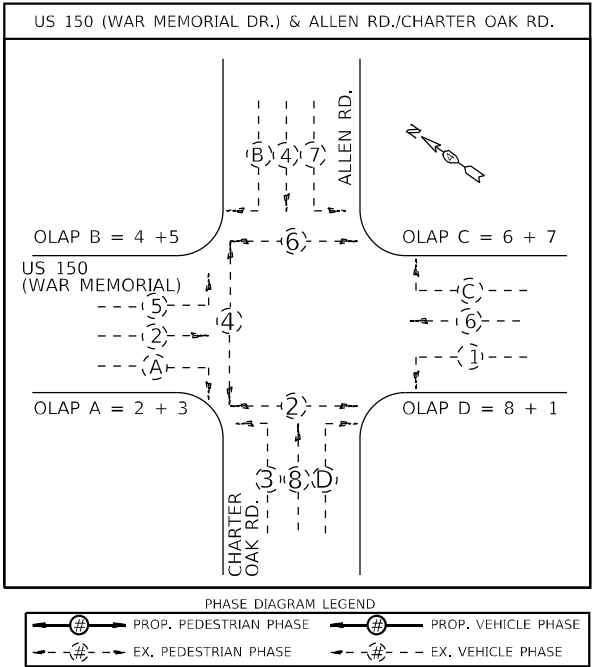 US 150 (WAR MEMORIAL DR.) & ALLEN RD./CHARTER OAK RD.
ALLEN RD.
N
B 4 7
OLAP B = 4 +5
6
OLAP C = 6 + 7
US 150
(WAR MEMORIAL)
5
C
2
4
6
A
1
OLAP A = 2 + 3
2
OLAP D = 8 + 1
3 8 D
CHARTER
OAK RD.
PHASE DIAGRAM LEGEND
# PROP. PEDESTRIAN PHASE # PROP. VEHICLE PHASE
# EX. PEDESTRIAN PHASE # EX. VEHICLE PHASE